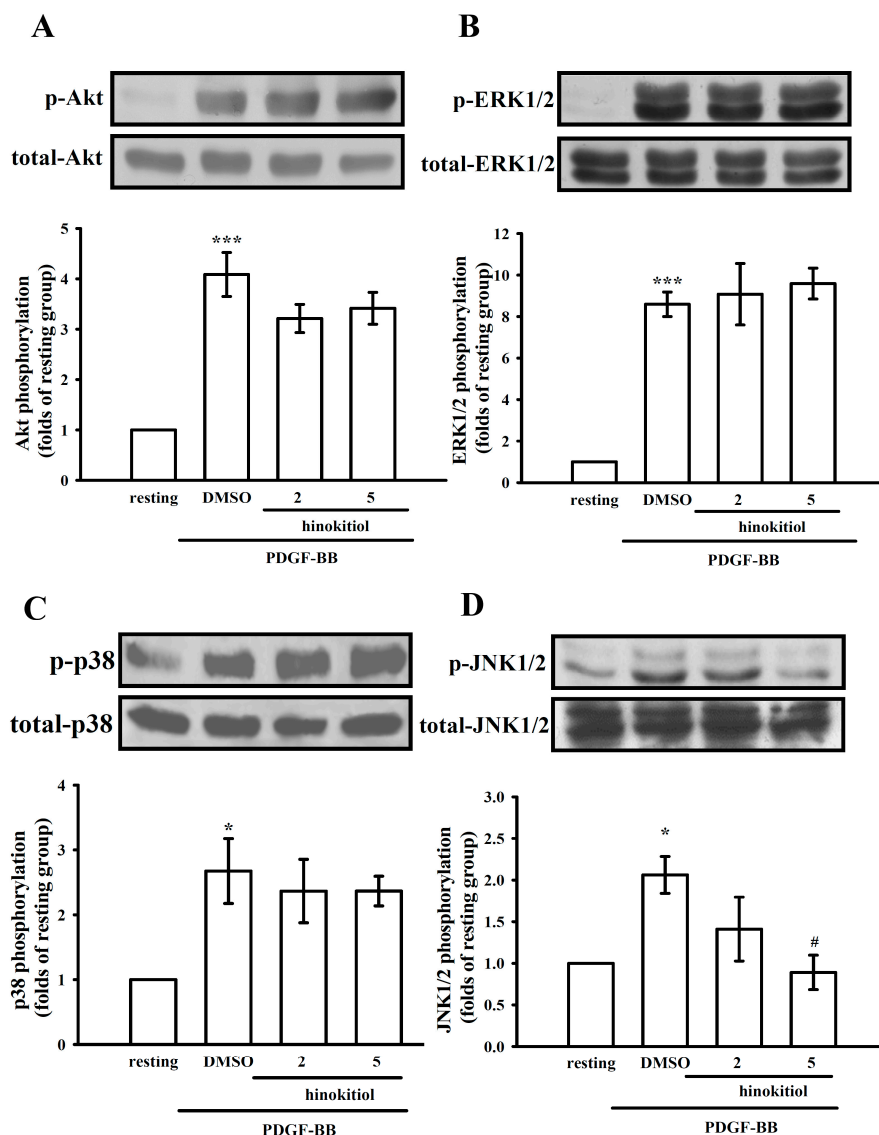 A
p-Akt
total-Akt
Akt phosphorylation
(folds of resting group)
5
4
3
2
1
0
***
resting DMSO 2 5
hinokitiol
PDGF-BB
B
p-ERK1/2
total-ERK1/2
ERK1/2 phosphorylation
(folds of resting group)
12
10
8
6
4
2
0
***
resting DMSO 2 5
hinokitiol
PDGF-BB
C
p-p38
total-p38
p38 phosphorylation
(folds of resting group)
4
3
2
1
0
*
resting DMSO 2 5
hinokitiol
PDGF-BB
D
p-JNK1/2
total-JNK1/2
JNK1/2 phosphorylation
(folds of resting group)
3.0
2.5
2.0
1.5
1.0
0.5
0.0
*
#
resting DMSO 2 5
hinokitiol
PDGF-BB